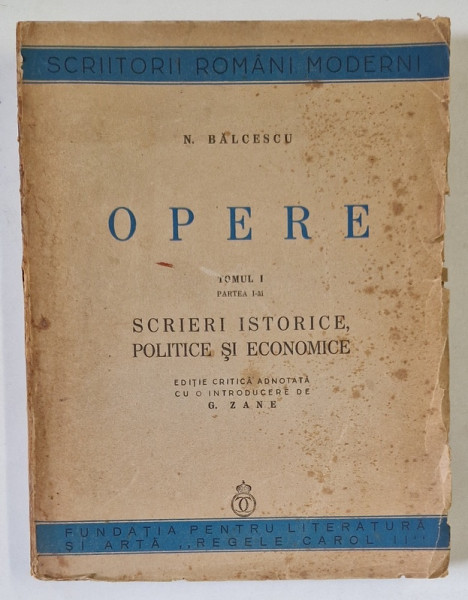 SCRIITORII ROMÂNI MODERNI
N. BĂLCESCU
OPERE
TOMUL I
PARTEA I-ai
SCRIERI ISTORICE,
POLITICE ȘI ECONOMICE
EDIȚIE CRITICĂ ADNOTATĂ
CU O INTRODUCERE DE
G. ZANE
FUNDAȚIA PENTRU LITERATURĂ
ȘI ARTĂ „REGELE CAROL II"